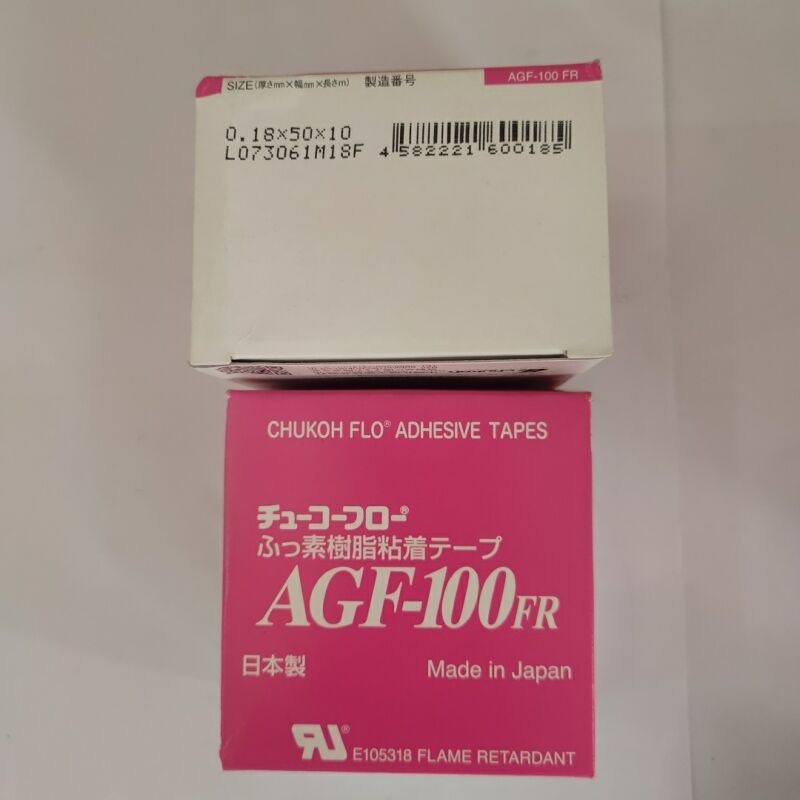 SIZE(厚さmm×幅mm×長さm) 製造番号 AGF-100 FR
0.18×50×10
L073061M18F 4 582221 600185
CHUKOH FLO® ADHESIVE TAPES
チューコーフロー®
ふっ素樹脂粘着テープ
AGF-100FR
日本製 Made in Japan
RU® E105318 FLAME RETARDANT